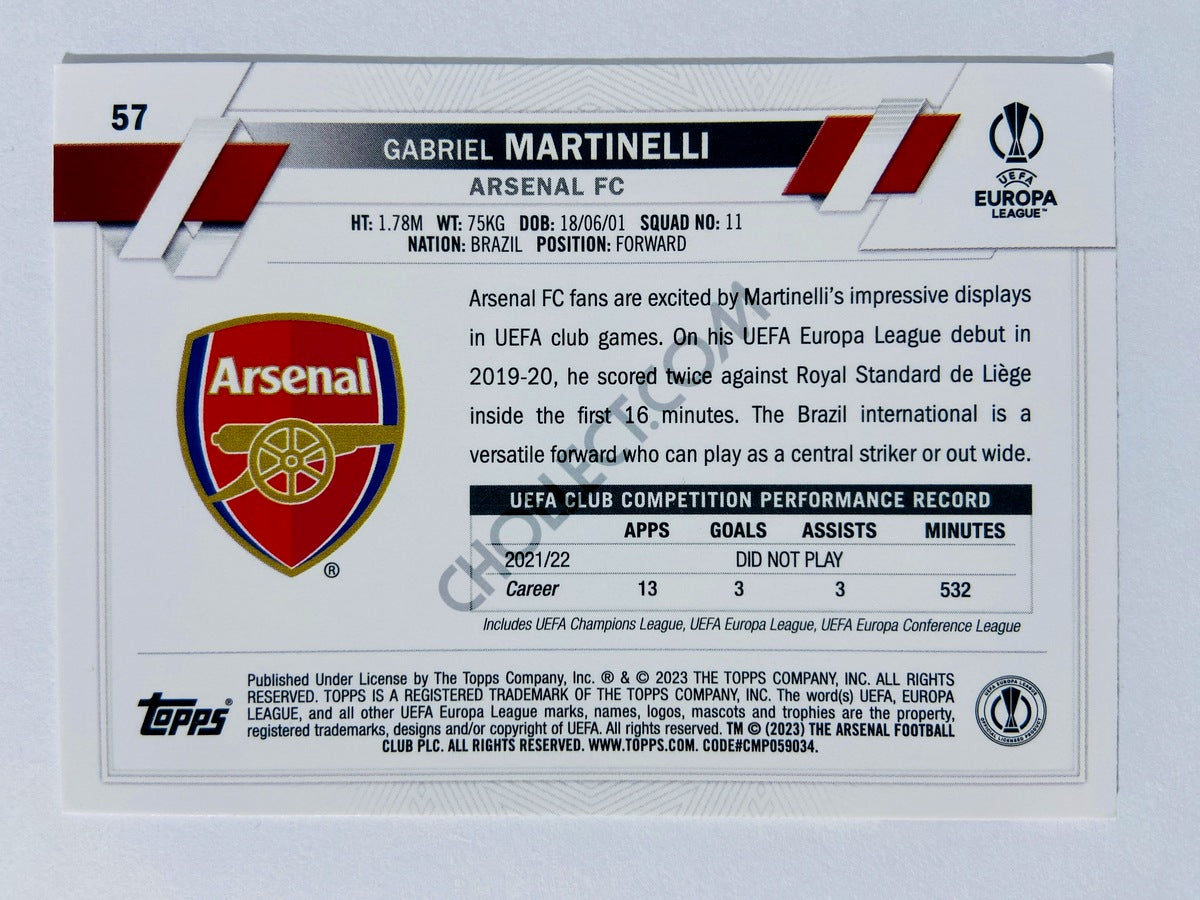 57
GABRIEL MARTINELLI
ARSENAL FC
HT: 1.78M WT: 75KG DOB: 18/06/01 SQUAD NO: 11
NATION: BRAZIL POSITION: FORWARD
UEFA
EUROPA
LEAGUE™
Arsenal
®
Arsenal FC fans are excited by Martinelli's impressive displays
in UEFA club games. On his UEFA Europa League debut in
2019-20, he scored twice against Royal Standard de Liège
inside the first 16 minutes. The Brazil international is a
versatile forward who can play as a central striker or out wide.
CHOLLECT.COM
UEFA CLUB COMPETITION PERFORMANCE RECORD
APPS GOALS ASSISTS MINUTES
2021/22 DID NOT PLAY
Career 13 3 3 532
Includes UEFA Champions League, UEFA Europa League, UEFA Europa Conference League
Topps®
Published Under License by The Topps Company, Inc. ® & © 2023 THE TOPPS COMPANY, INC. ALL RIGHTS
RESERVED. TOPPS IS A REGISTERED TRADEMARK OF THE TOPPS COMPANY, INC. The word(s) UEFA, EUROPA
LEAGUE, and all other UEFA Europa League marks, names, logos, mascots and trophies are the property,
registered trademarks, designs and/or copyright of UEFA. All rights reserved. TM © (2023) THE ARSENAL FOOTBALL
CLUB PLC. ALL RIGHTS RESERVED. WWW.TOPPS.COM. CODE#CMP059034.
UEFA EUROPA LEAGUE
OFFICIAL LICENSED PRODUCT